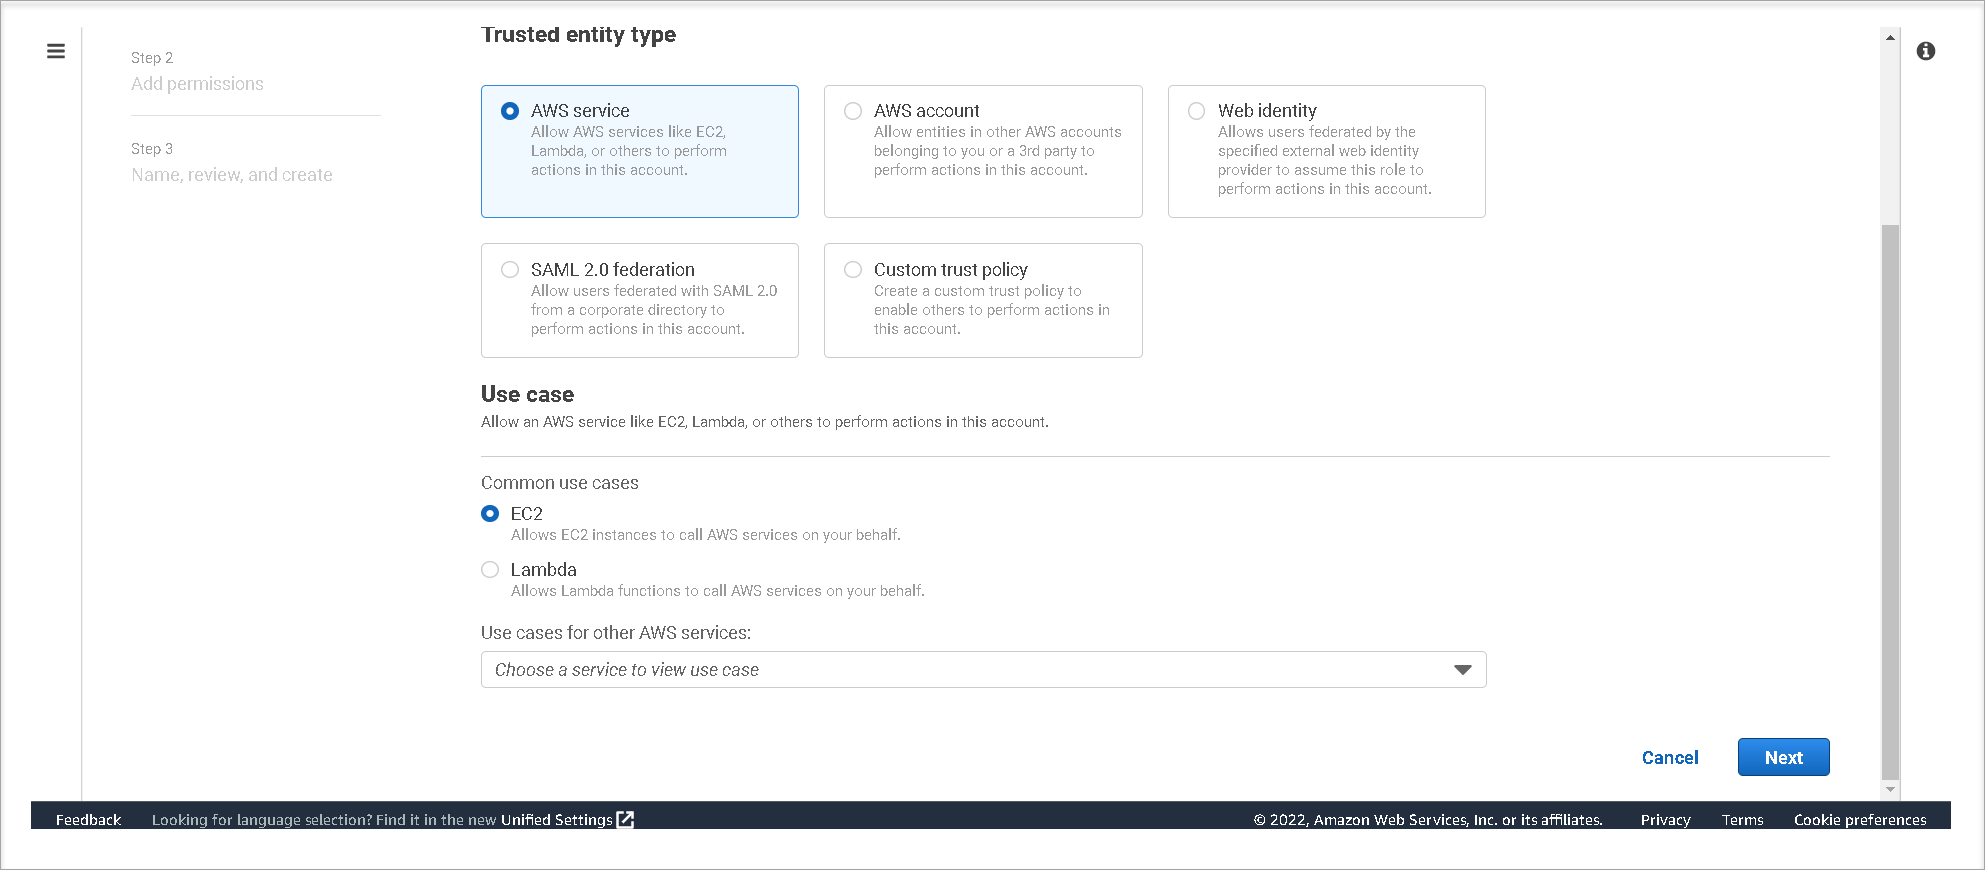 Trusted entity type
Step 2
Add permissions
Step 3
Name, review, and create
AWS service
Allow AWS services like EC2,
Lambda, or others to perform
actions in this account.
AWS account
Allow entities in other AWS accounts
belonging to you or a 3rd party to
perform actions in this account.
Web identity
Allows users federated by the
specified external web identity
provider to assume this role to
perform actions in this account.
SAML 2.0 federation
Allow users federated with SAML 2.0
from a corporate directory to
perform actions in this account.
Custom trust policy
Create a custom trust policy to
enable others to perform actions in
this account.
Use case
Allow an AWS service like EC2, Lambda, or others to perform actions in this account.
Common use cases
EC2
Allows EC2 instances to call AWS services on your behalf.
Lambda
Allows Lambda functions to call AWS services on your behalf.
Use cases for other AWS services:
Choose a service to view use case
Cancel
Next
Feedback
Looking for language selection? Find it in the new Unified Settings
© 2022, Amazon Web Services, Inc. or its affiliates.
Privacy
Terms
Cookie preferences